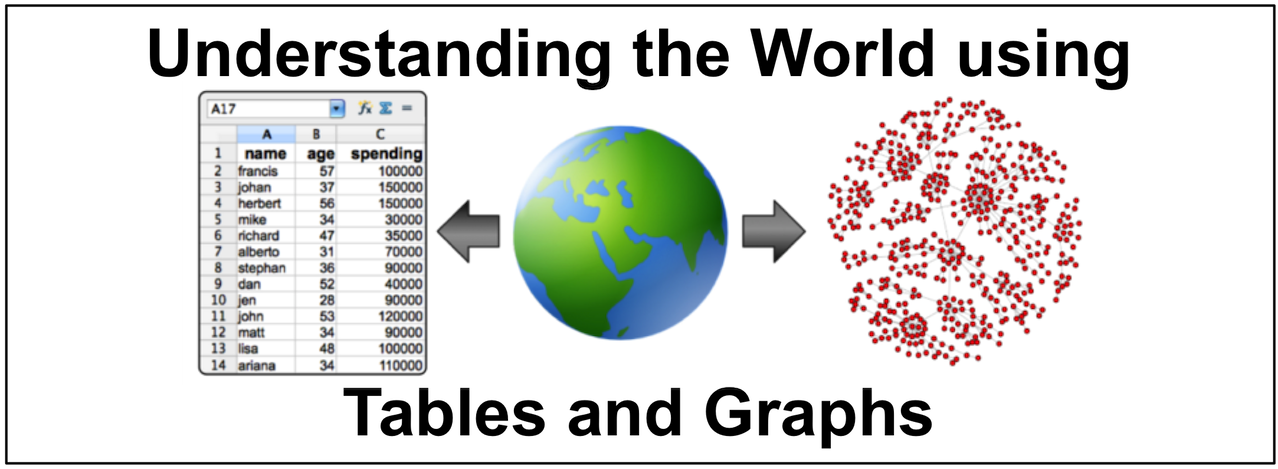 Understanding the World using
A17 fx Σ =
A B C
1 name age spending
2 francis 57 100000
3 johan 37 150000
4 herbert 56 150000
5 mike 34 30000
6 richard 47 35000
7 alberto 31 70000
8 stephan 36 90000
9 dan 52 40000
10 jen 28 90000
11 john 53 120000
12 matt 34 90000
13 lisa 48 100000
14 ariana 34 110000
Tables and Graphs